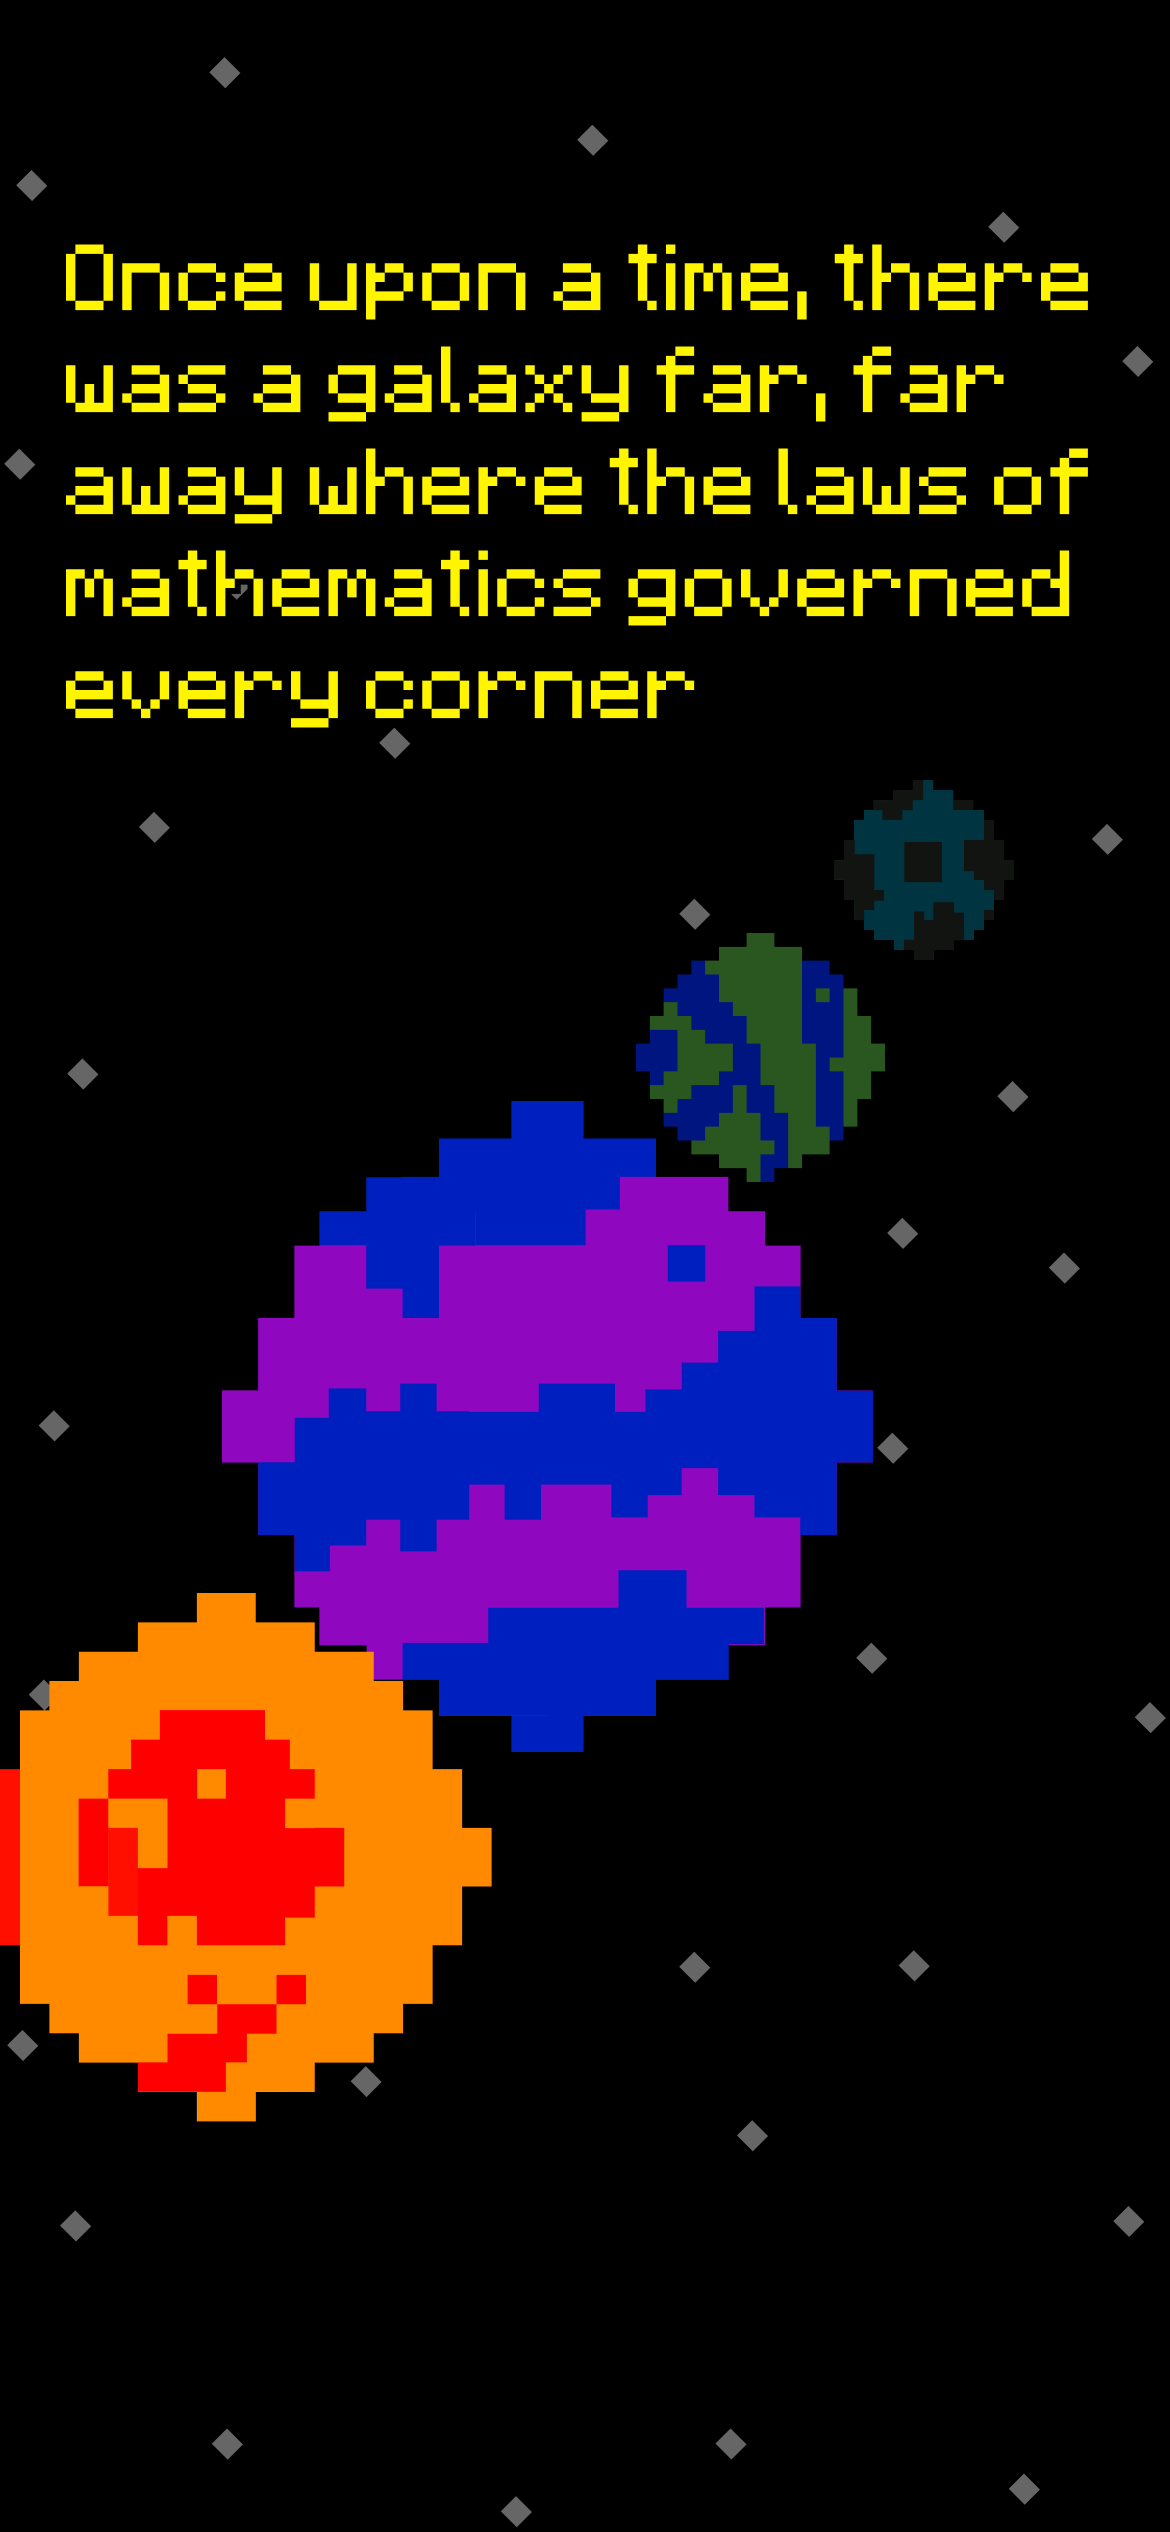 Once upon a time, there
was a galaxy far, far
away where the laws of
mathematics governed
every corner